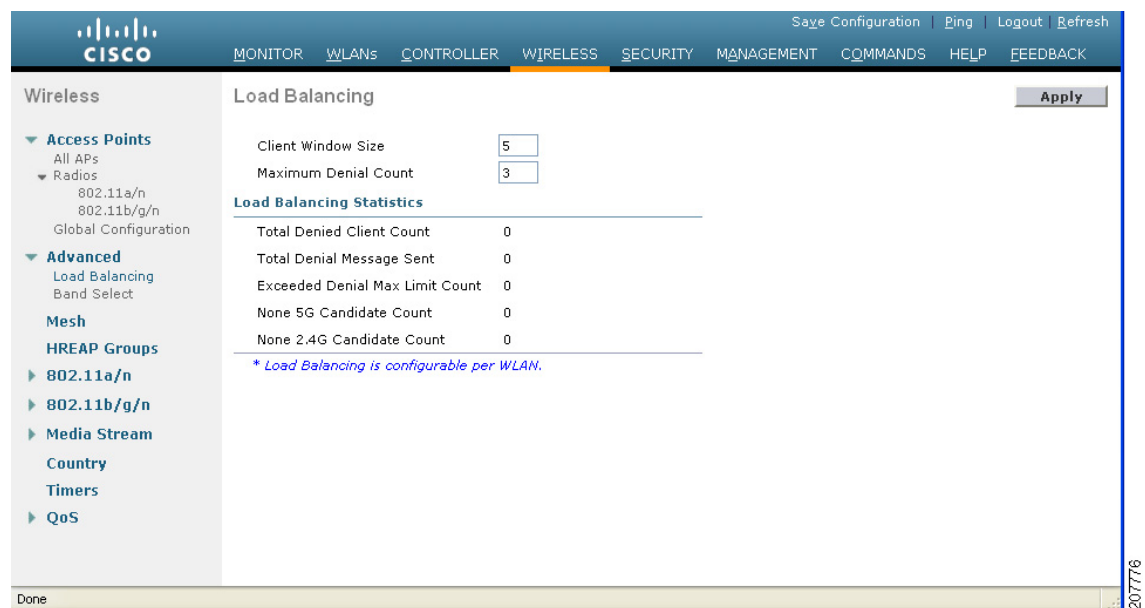 Save Configuration | Ping | Logout | Refresh
CISCO
MONITOR WLANs CONTROLLER WIRELESS SECURITY MANAGEMENT COMMANDS HELP FEEDBACK
Wireless
Access Points
All APs
Radios
802.11a/n
802.11b/g/n
Global Configuration
Advanced
Load Balancing
Band Select
Mesh
HREAP Groups
802.11a/n
802.11b/g/n
Media Stream
Country
Timers
QoS
Load Balancing
Apply
Client Window Size 5
Maximum Denial Count 3
Load Balancing Statistics
Total Denied Client Count 0
Total Denial Message Sent 0
Exceeded Denial Max Limit Count 0
None 5G Candidate Count 0
None 2.4G Candidate Count 0
* Load Balancing is configurable per WLAN.
Done
207776